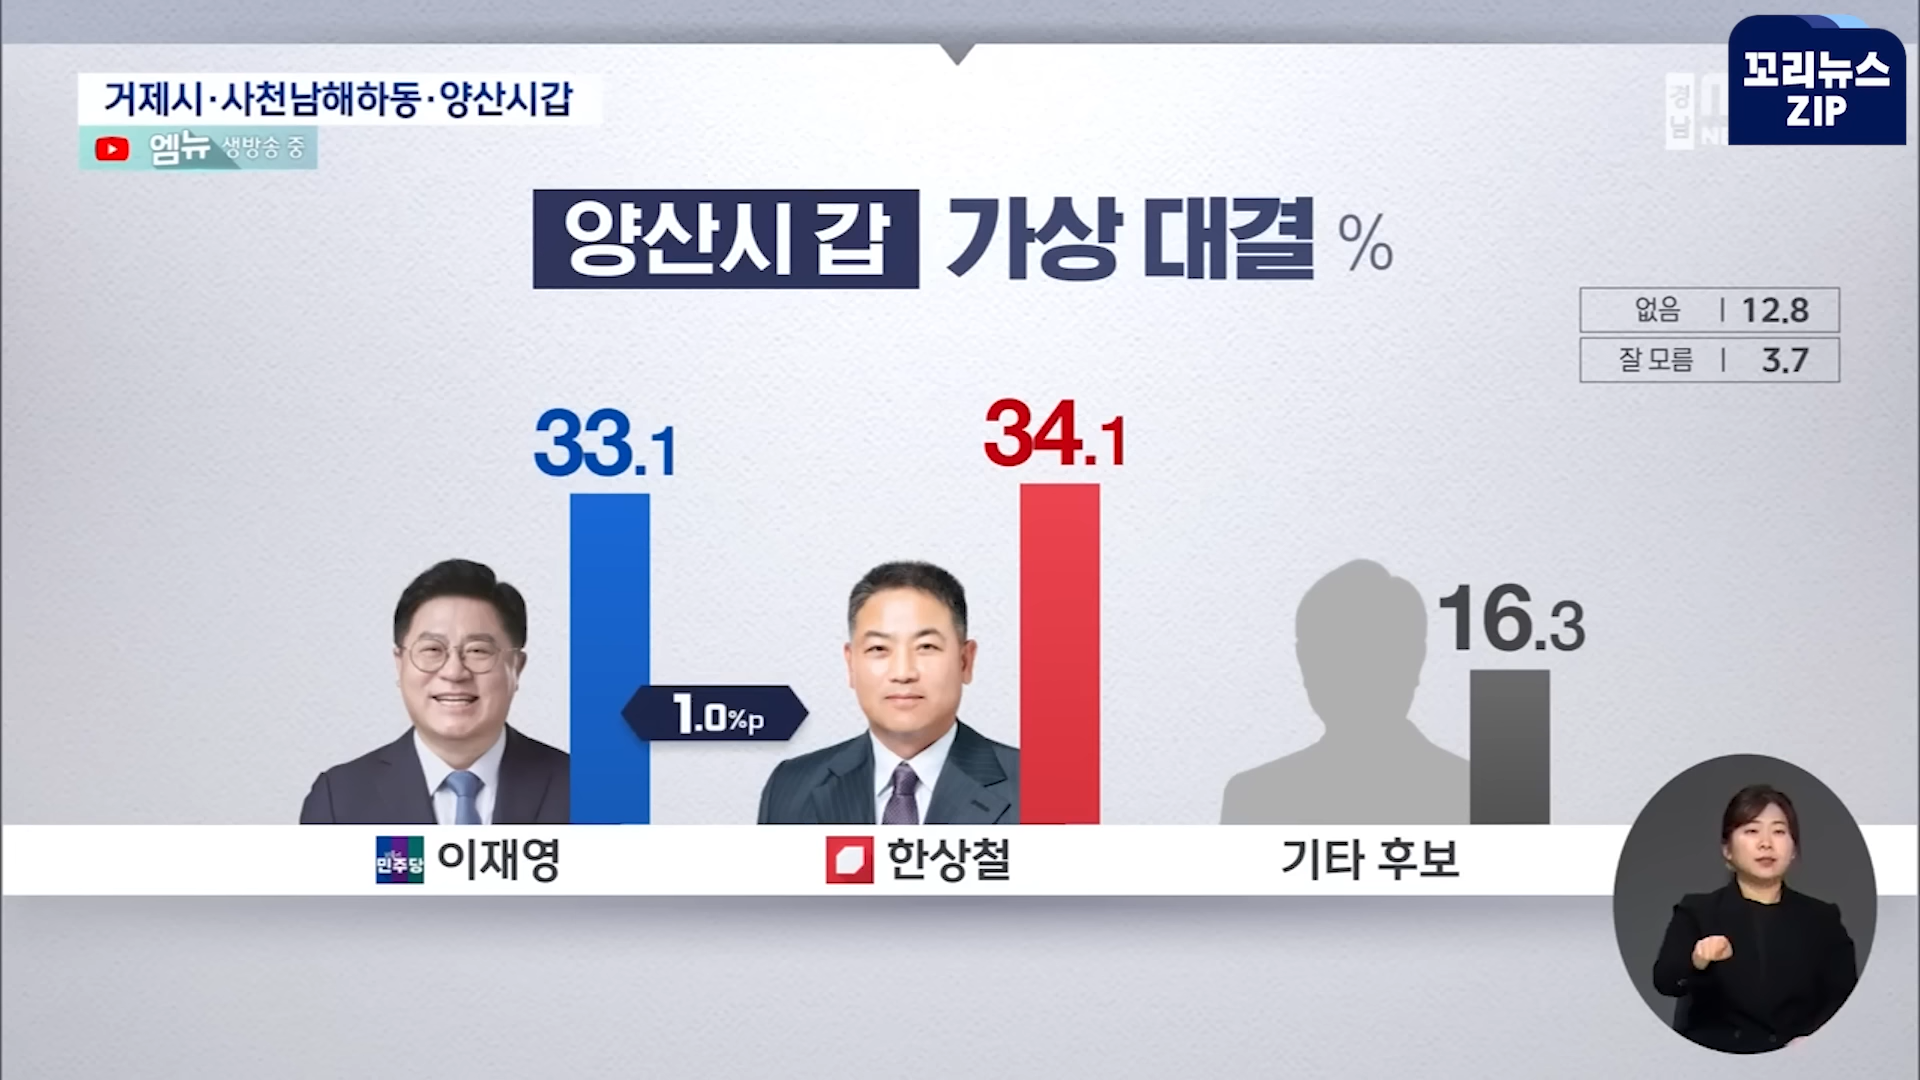 거제시·사천남해하동·양산시갑
엠뉴 생방송 중
꼬리뉴스
ZIP
경남
양산시 갑 가상 대결 %
없음 | 12.8
잘 모름 | 3.7
33.1
34.1
16.3
1.0%p
민주당 이재영
한상철
기타 후보